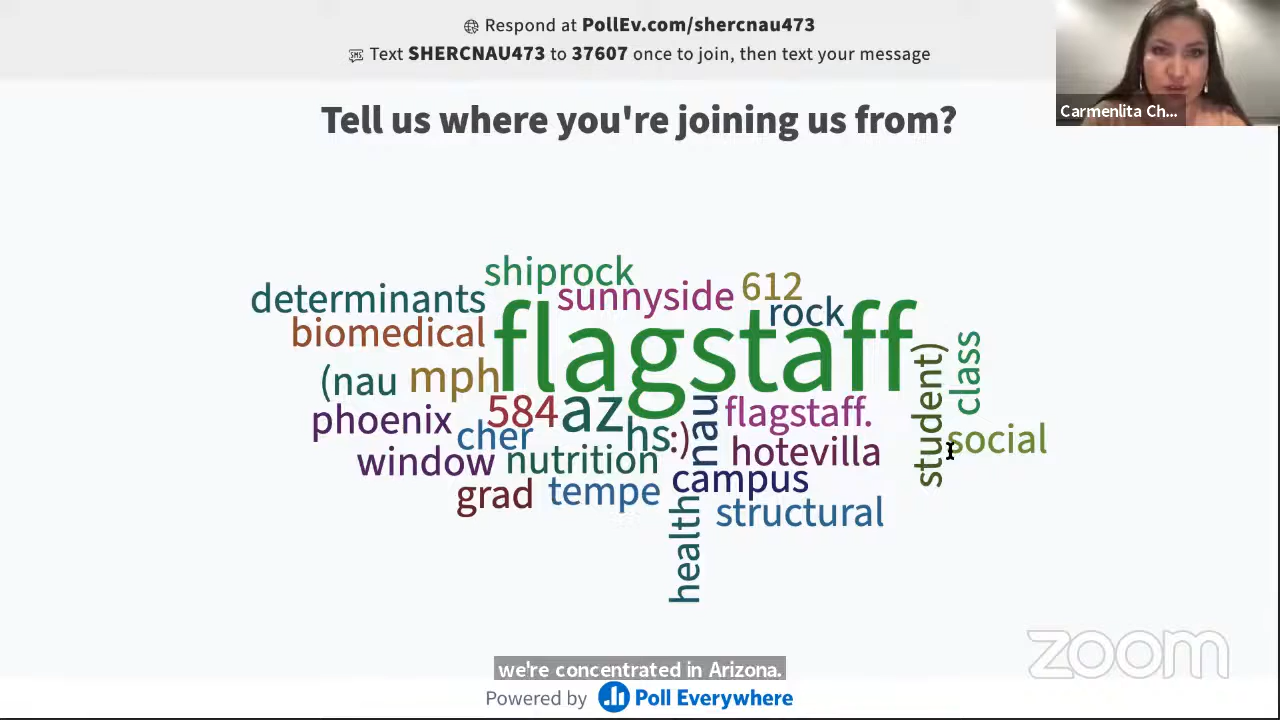 Respond at PollEv.com/shercnau473
Text SHERCNAU473 to 37607 once to join, then text your message
Carmenlita Ch...
Tell us where you're joining us from?
shiprock
determinants
sunnyside
612
rock
biomedical
flagstaff
(nau
mph
student)
class
phoenix
584
az
nau
flagstaff.
cher
hs:)
social
window
nutrition
hotevilla
grad
tempe
campus
structural
health
zoom
we're concentrated in Arizona.
Powered by Poll Everywhere